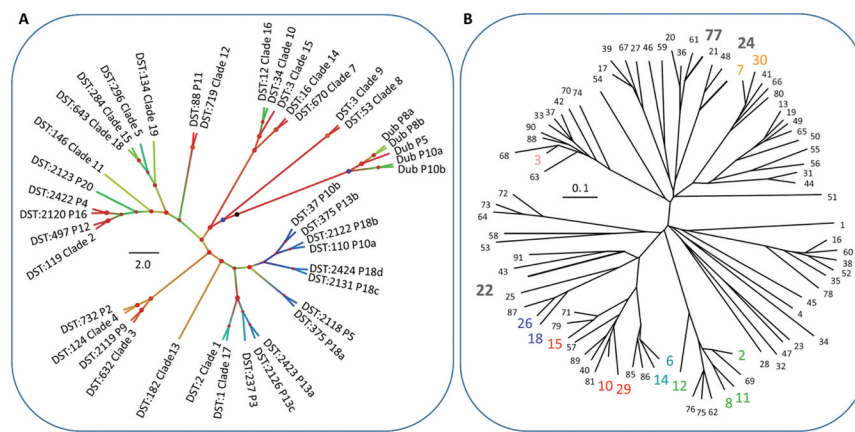 A
DST:134 Clade 19
DST:296 Clade 5
DST:284 Clade 15
DST:643 Clade 18
DST:146 Clade 11
DST:2123 P20
DST:2422 P4
DST:2120 P16
DST:497 P12
DST:119 Clade 2
DST:88 P11
DST:719 Clade 12
DST:12 Clade 16
DST:34 Clade 10
DST:3 Clade 15
DST:16 Clade 14
DST:670 Clade 7
DST:3 Clade 9
DST:53 Clade 8
Dub P8a
Dub P8b
Dub P5
Dub P10a
Dub P10b
DST:37 P10b
DST:375 P13b
DST:2122 P18b
DST:110 P10a
DST:2424 P18d
DST:2131 P18c
DST:2118 P5
DST:375 P18a
DST:2423 P13a
DST:2126 P13c
DST:237 P3
DST:1 Clade 17
DST:2 Clade 1
DST:182 Clade13
DST:632 Clade 3
DST:2119 P9
DST:124 Clade 4
DST:732 P2
2.0
B
77
24
39
67
27
46
59
20
36
61
21
48
7
30
41
66
80
13
19
49
65
50
55
56
31
44
51
1
16
60
38
52
35
78
45
4
34
23
47
32
28
2
69
11
8
62
75
76
12
14
6
86
85
29
10
81
40
89
57
15
79
71
18
26
87
25
22
43
91
53
58
64
73
72
63
3
68
88
90
33
37
42
70
74
54
17
0.1